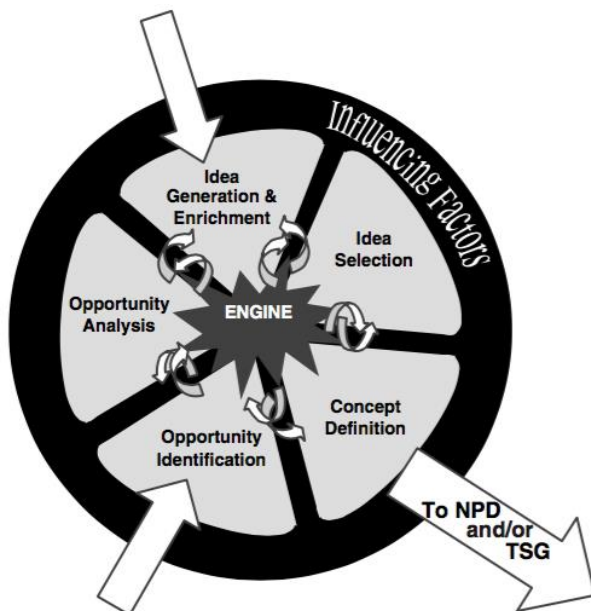 Influencing Factors
Idea
Generation &
Enrichment
Idea
Selection
Opportunity
Analysis
ENGINE
Concept
Definition
Opportunity
Identification
To NPD
and/or
TSG